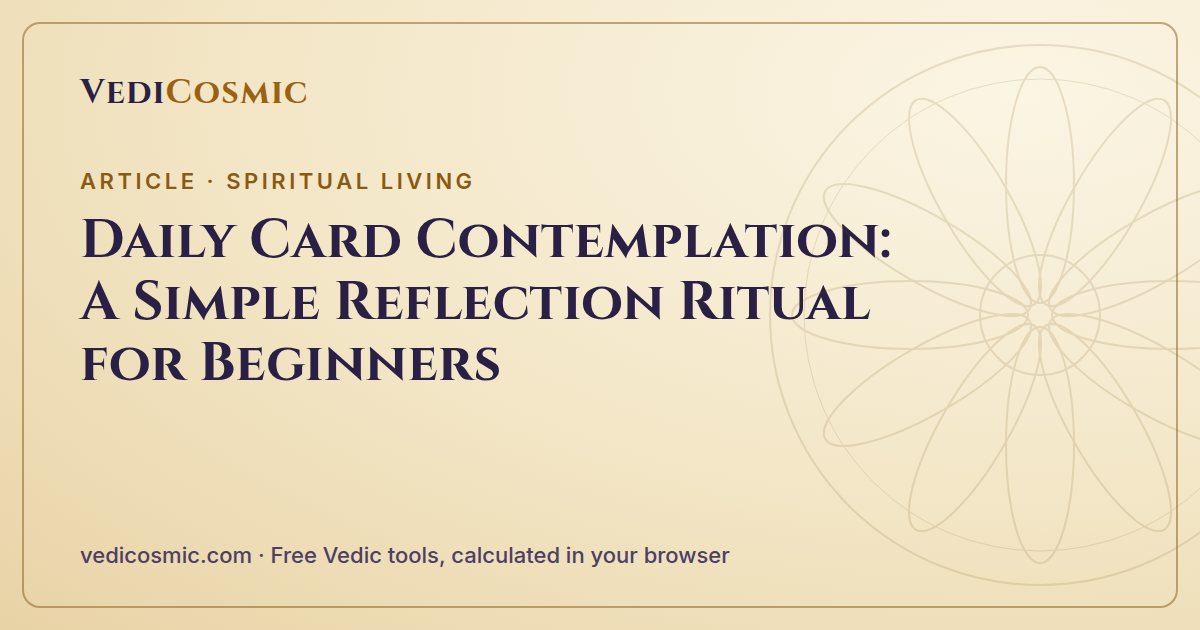 VediCosmic
ARTICLE · SPIRITUAL LIVING
Daily Card Contemplation:
A Simple Reflection Ritual
for Beginners
vedicosmic.com · Free Vedic tools, calculated in your browser